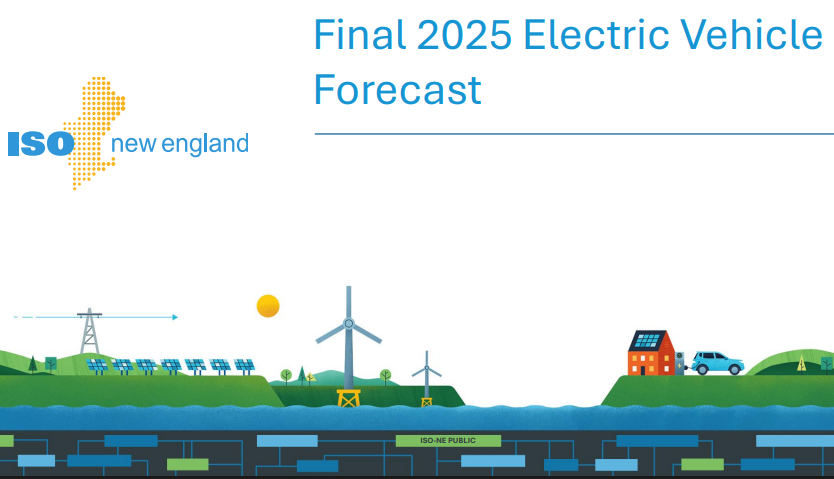 Final 2025 Electric Vehicle
Forecast
ISO new england
ISO-NE PUBLIC